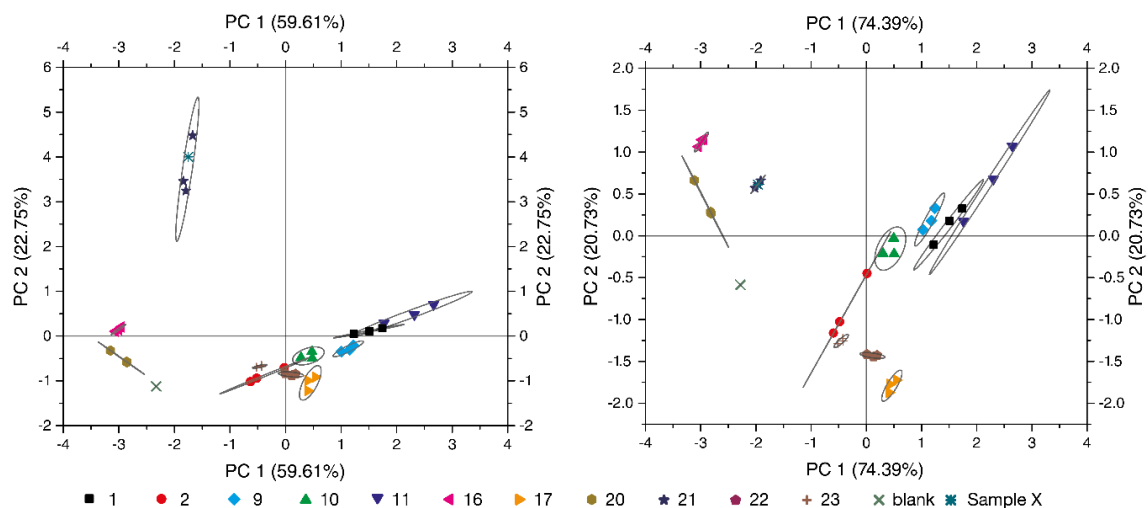 PC 1 (59.61%)
-4 -3 -2 -1 0 1 2 3 4
6 5 4 3 2 1 0 -1 -2
PC 2 (22.75%)
6 5 4 3 2 1 0 -1 -2
PC 2 (22.75%)
-4 -3 -2 -1 0 1 2 3 4
PC 1 (59.61%)
PC 1 (74.39%)
-4 -3 -2 -1 0 1 2 3 4
2.0 1.5 1.0 0.5 0.0 -0.5 -1.0 -1.5 -2.0
PC 2 (20.73%)
2.0 1.5 1.0 0.5 0.0 -0.5 -1.0 -1.5 -2.0
PC 2 (20.73%)
-4 -3 -2 -1 0 1 2 3 4
PC 1 (74.39%)
1 2 9 10 11 16 17 20 21 22 23 blank Sample X